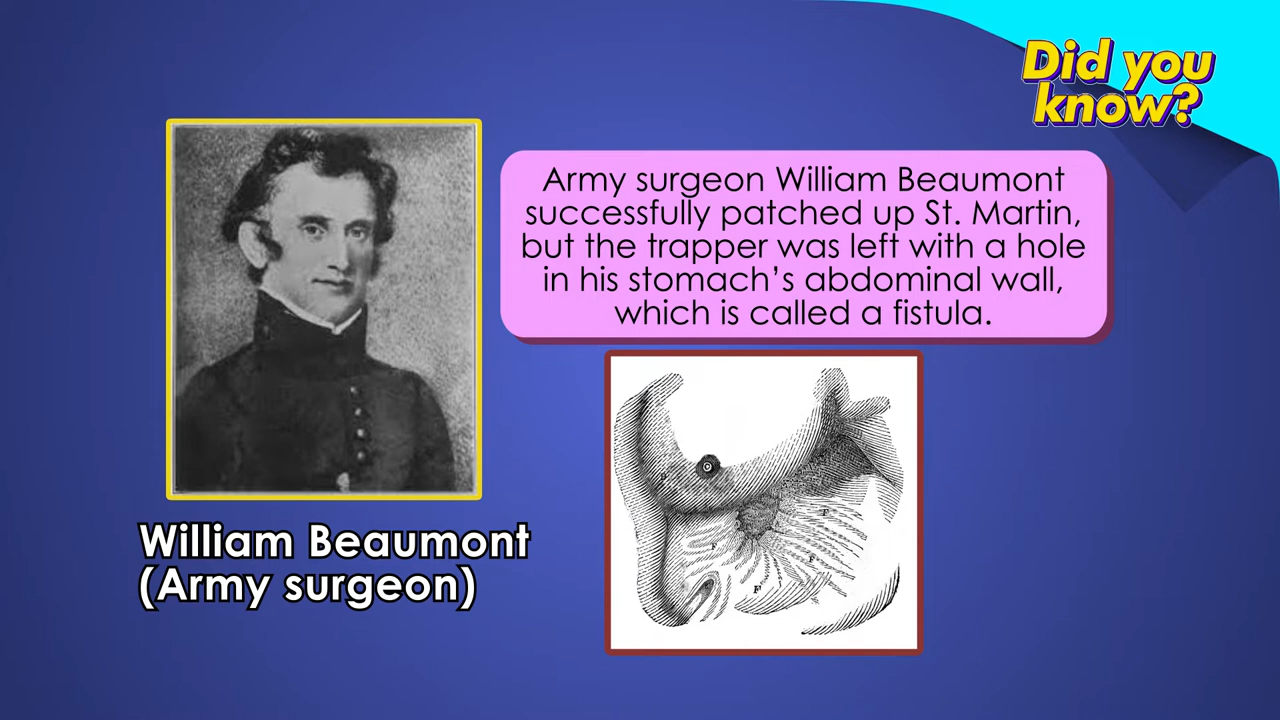 Did you
know?
Army surgeon William Beaumont
successfully patched up St. Martin,
but the trapper was left with a hole
in his stomach's abdominal wall,
which is called a fistula.
William Beaumont
(Army surgeon)
F
F
F
F